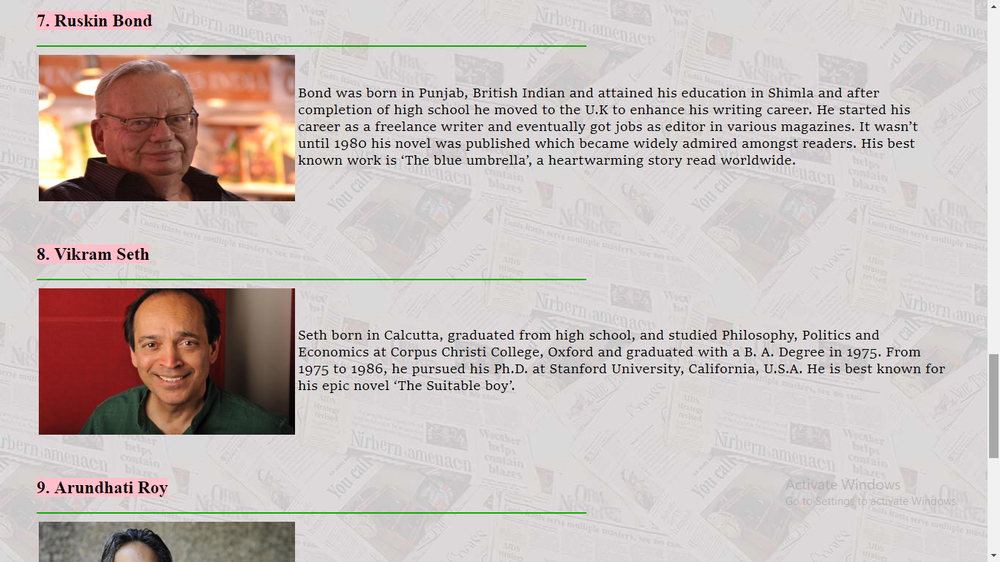 7. Ruskin Bond
Bond was born in Punjab, British Indian and attained his education in Shimla and after
completion of high school he moved to the U.K to enhance his writing career. He started his
career as a freelance writer and eventually got jobs as editor in various magazines. It wasn’t
until 1980 his novel was published which became widely admired amongst readers. His best
known work is ‘The blue umbrella’, a heartwarming story read worldwide.
8. Vikram Seth
Seth born in Calcutta, graduated from high school, and studied Philosophy, Politics and
Economics at Corpus Christi College, Oxford and graduated with a B. A. Degree in 1975. From
1975 to 1986, he pursued his Ph.D. at Stanford University, California, U.S.A. He is best known for
his epic novel ‘The Suitable boy’.
9. Arundhati Roy
Activate Windows
Go to Settings to activate Windows.